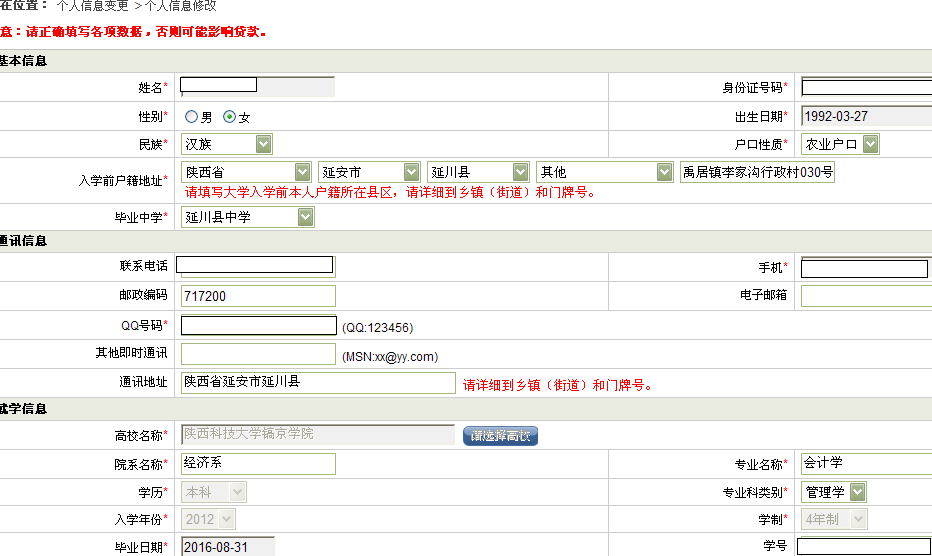 在位置： 个人信息变更 > 个人信息修改
意：请正确填写各项数据，否则可能影响贷款。
基本信息
姓名* 身份证号码*
性别* 男 女 出生日期* 1992-03-27
民族* 汉族 户口性质* 农业户口
入学前户籍地址* 陕西省 延安市 延川县 其他 禹居镇李家沟行政村030号
请填写大学入学前本人户籍所在县区，请详细到乡镇（街道）和门牌号。
毕业中学* 延川县中学
通讯信息
联系电话 手机*
邮政编码 717200 电子邮箱
QQ号码* (QQ:123456)
其他即时通讯 (MSN:xx@yy.com)
通讯地址 陕西省延安市延川县 请详细到乡镇（街道）和门牌号。
就学信息
高校名称* 陕西科技大学镐京学院 请选择高校
院系名称* 经济系 专业名称* 会计学
学历* 本科 专业科类别* 管理学
入学年份* 2012 学制* 4年制
毕业日期* 2016-08-31 学号